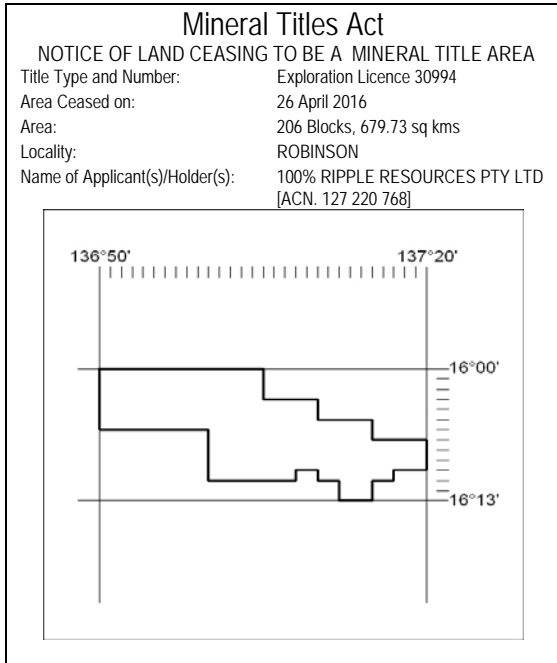 Mineral Titles Act
NOTICE OF LAND CEASING TO BE A MINERAL TITLE AREA
Title Type and Number: Exploration Licence 30994
Area Ceased on: 26 April 2016
Area: 206 Blocks, 679.73 sq kms
Locality: ROBINSON
Name of Applicant(s)/Holder(s): 100% RIPPLE RESOURCES PTY LTD
[ACN. 127 220 768]
136°50' 137°20'
16°00'
16°13'